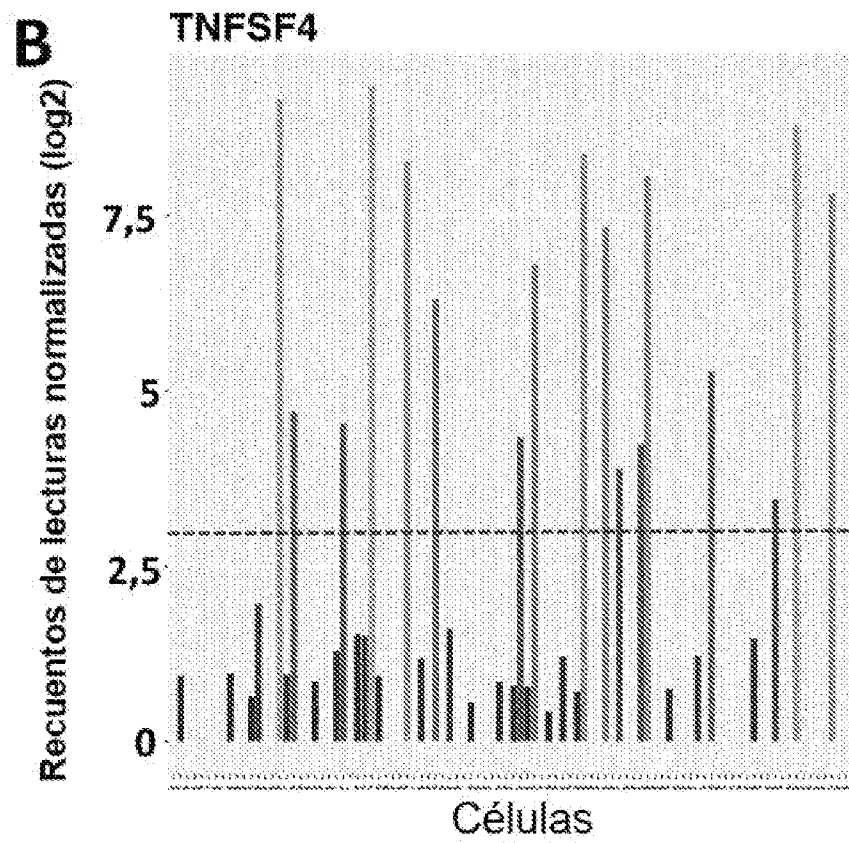 B
TNFSF4
Recuentos de lecturas normalizadas (log2)
7,5
5
2,5
0
Células